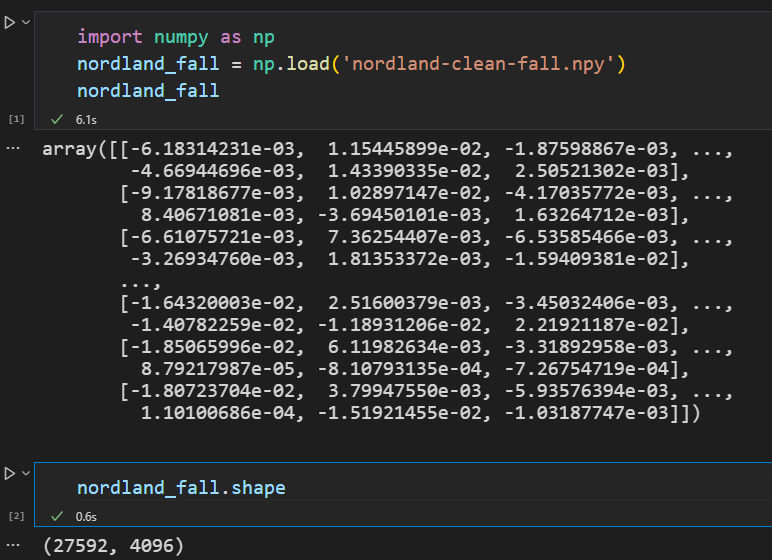 import numpy as np
nordland_fall = np.load('nordland-clean-fall.npy')
nordland_fall
[1] 6.1s
array([[-6.18314231e-03,  1.15445899e-02, -1.87598867e-03, ...,
        -4.66944696e-03,  1.43390335e-02,  2.50521302e-03],
       [-9.17818677e-03,  1.02897147e-02, -4.17035772e-03, ...,
         8.40671081e-03, -3.69450101e-03,  1.63264712e-03],
       [-6.61075721e-03,  7.36254407e-03, -6.53585466e-03, ...,
        -3.26934760e-03,  1.81353372e-03, -1.59409381e-02],
       ...,
       [-1.64320003e-02,  2.51600379e-03, -3.45032406e-03, ...,
        -1.40782259e-02, -1.18931206e-02,  2.21921187e-02],
       [-1.85065996e-02,  6.11982634e-03, -3.31892958e-03, ...,
         8.79217987e-05, -8.10793135e-04, -7.26754719e-04],
       [-1.80723704e-02,  3.79947550e-03, -5.93576394e-03, ...,
         1.10100686e-04, -1.51921455e-02, -1.03187747e-03]])
nordland_fall.shape
[2] 0.6s
(27592, 4096)